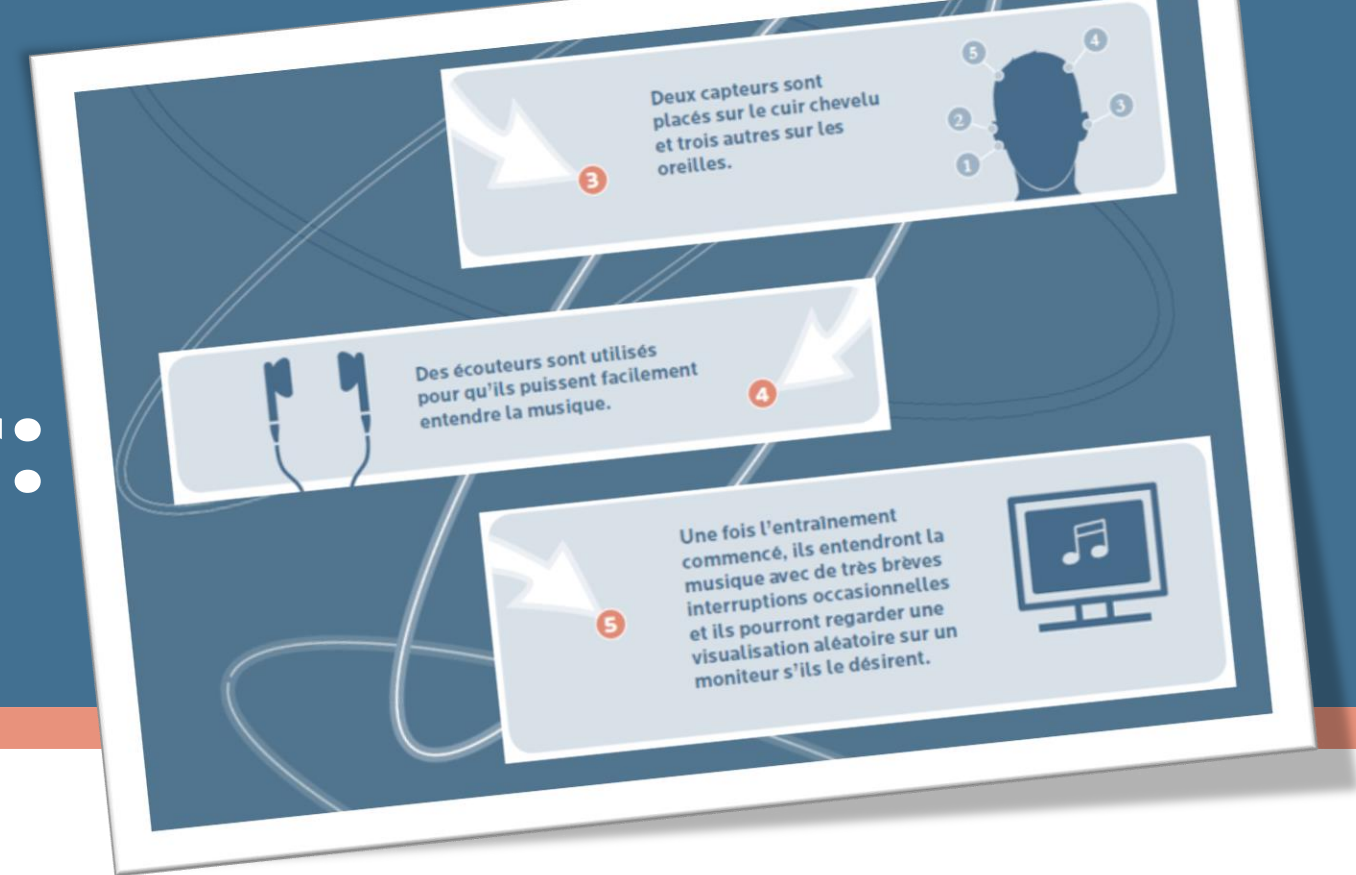 Deux capteurs sont
placés sur le cuir chevelu
et trois autres sur les
oreilles.
3
5
4
2
3
1
Des écouteurs sont utilisés
pour qu'ils puissent facilement
entendre la musique.
4
Une fois l'entraînement
commencé, ils entendront la
musique avec de très brèves
interruptions occasionnelles
et ils pourront regarder une
visualisation aléatoire sur un
moniteur s'ils le désirent.
5
: